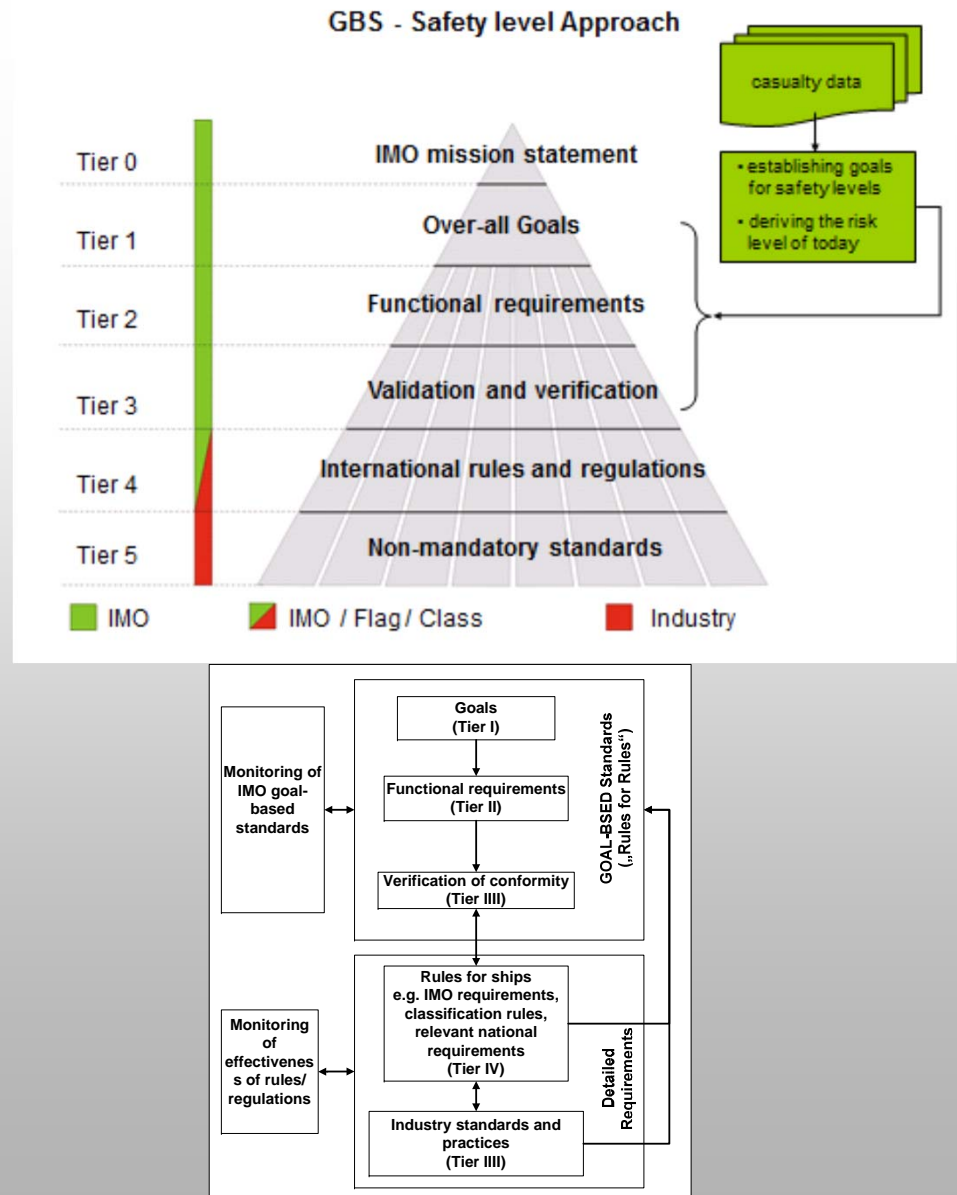 GBS - Safety level Approach
casualty data
• establishing goals
for safety levels
• deriving the risk
level of today
Tier 0
IMO mission statement
Tier 1
Over-all Goals
Tier 2
Functional requirements
Tier 3
Validation and verification
Tier 4
International rules and regulations
Tier 5
Non-mandatory standards
IMO
IMO / Flag / Class
Industry
Goals
(Tier I)
Monitoring of
IMO goal-
based
standards
Functional requirements
(Tier II)
Verification of conformity
(Tier IIII)
GOAL-BSED Standards
(„Rules for Rules“)
Rules for ships
e.g. IMO requirements,
classification rules,
relevant national
requirements
(Tier IV)
Monitoring
of
effectivenes
s of rules/
regulations
Industry standards and
practices
(Tier IIII)
Detailed
Requirements